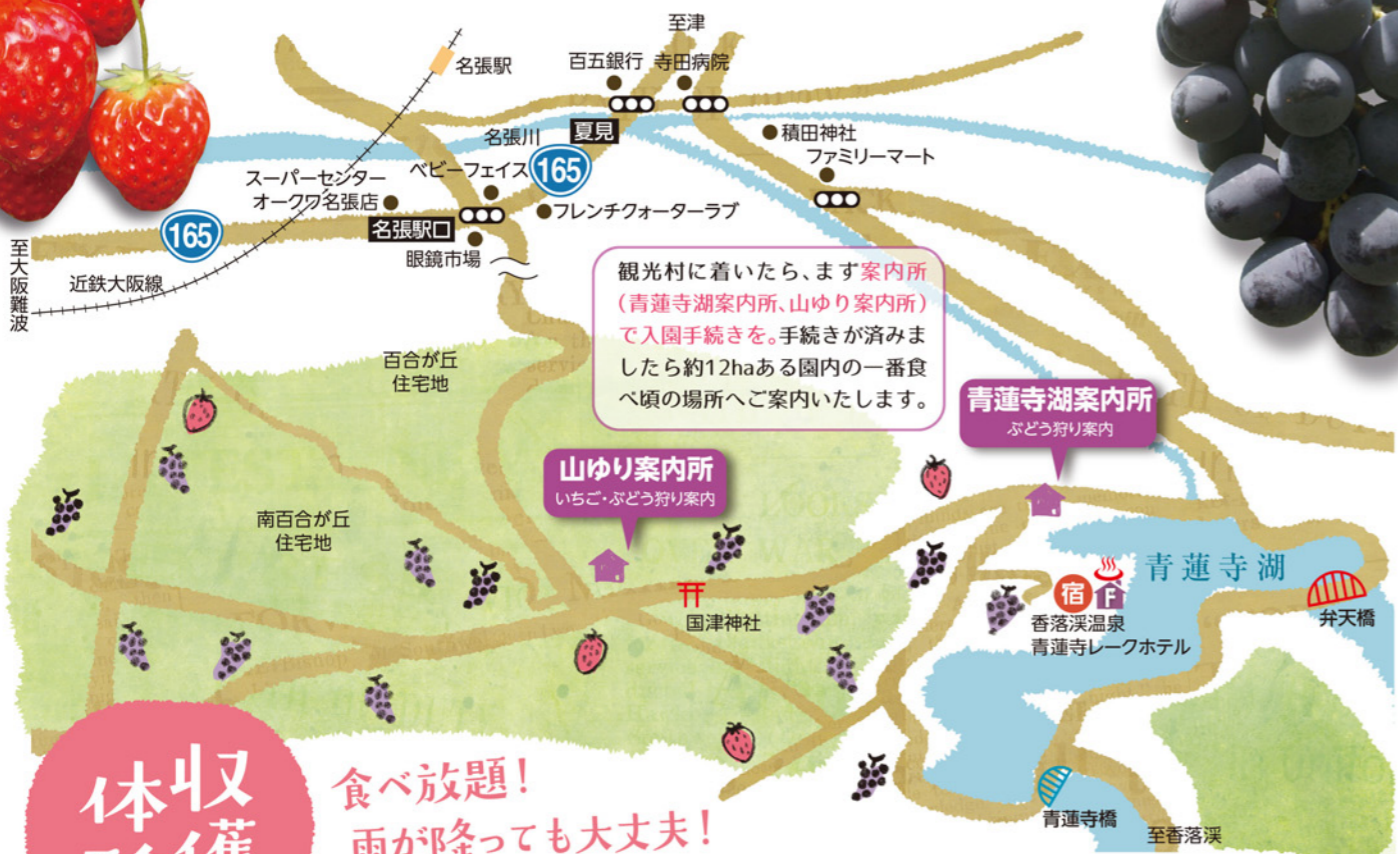 至津
百五銀行
寺田病院
名張駅
名張川
夏見
積田神社
ファミリーマート
スーパーセンター
オークワ名張店
ベビーフェイス
165
フレンチクォーターラブ
165
名張駅口
眼鏡市場
至大阪難波
近鉄大阪線
観光村に着いたら、まず案内所
(青蓮寺湖案内所、山ゆり案内所)
で入園手続きを。手続きが済みま
したら約12haある園内の一番食
べ頃の場所へご案内いたします。
百合が丘
住宅地
青蓮寺湖案内所
ぶどう狩り案内
山ゆり案内所
いちご・ぶどう狩り案内
南百合が丘
住宅地
青蓮寺湖
宿
F
国津神社
香落渓温泉
青蓮寺レークホテル
弁天橋
青蓮寺橋
至香落渓
収穫
体
食べ放題!
雨が降っても大丈夫!